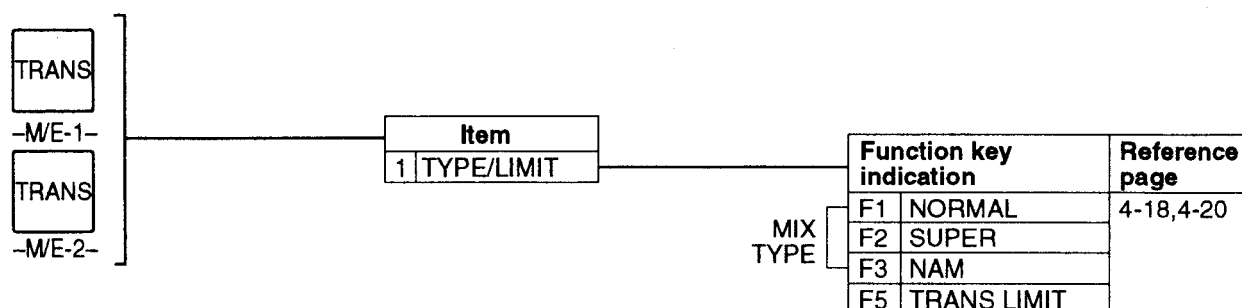 TRANS
–M/E-1–
TRANS
–M/E-2–
Item
1 TYPE/LIMIT
Function key indication
Reference page
MIX TYPE
F1 NORMAL 4-18,4-20
F2 SUPER
F3 NAM
F5 TRANS LIMIT